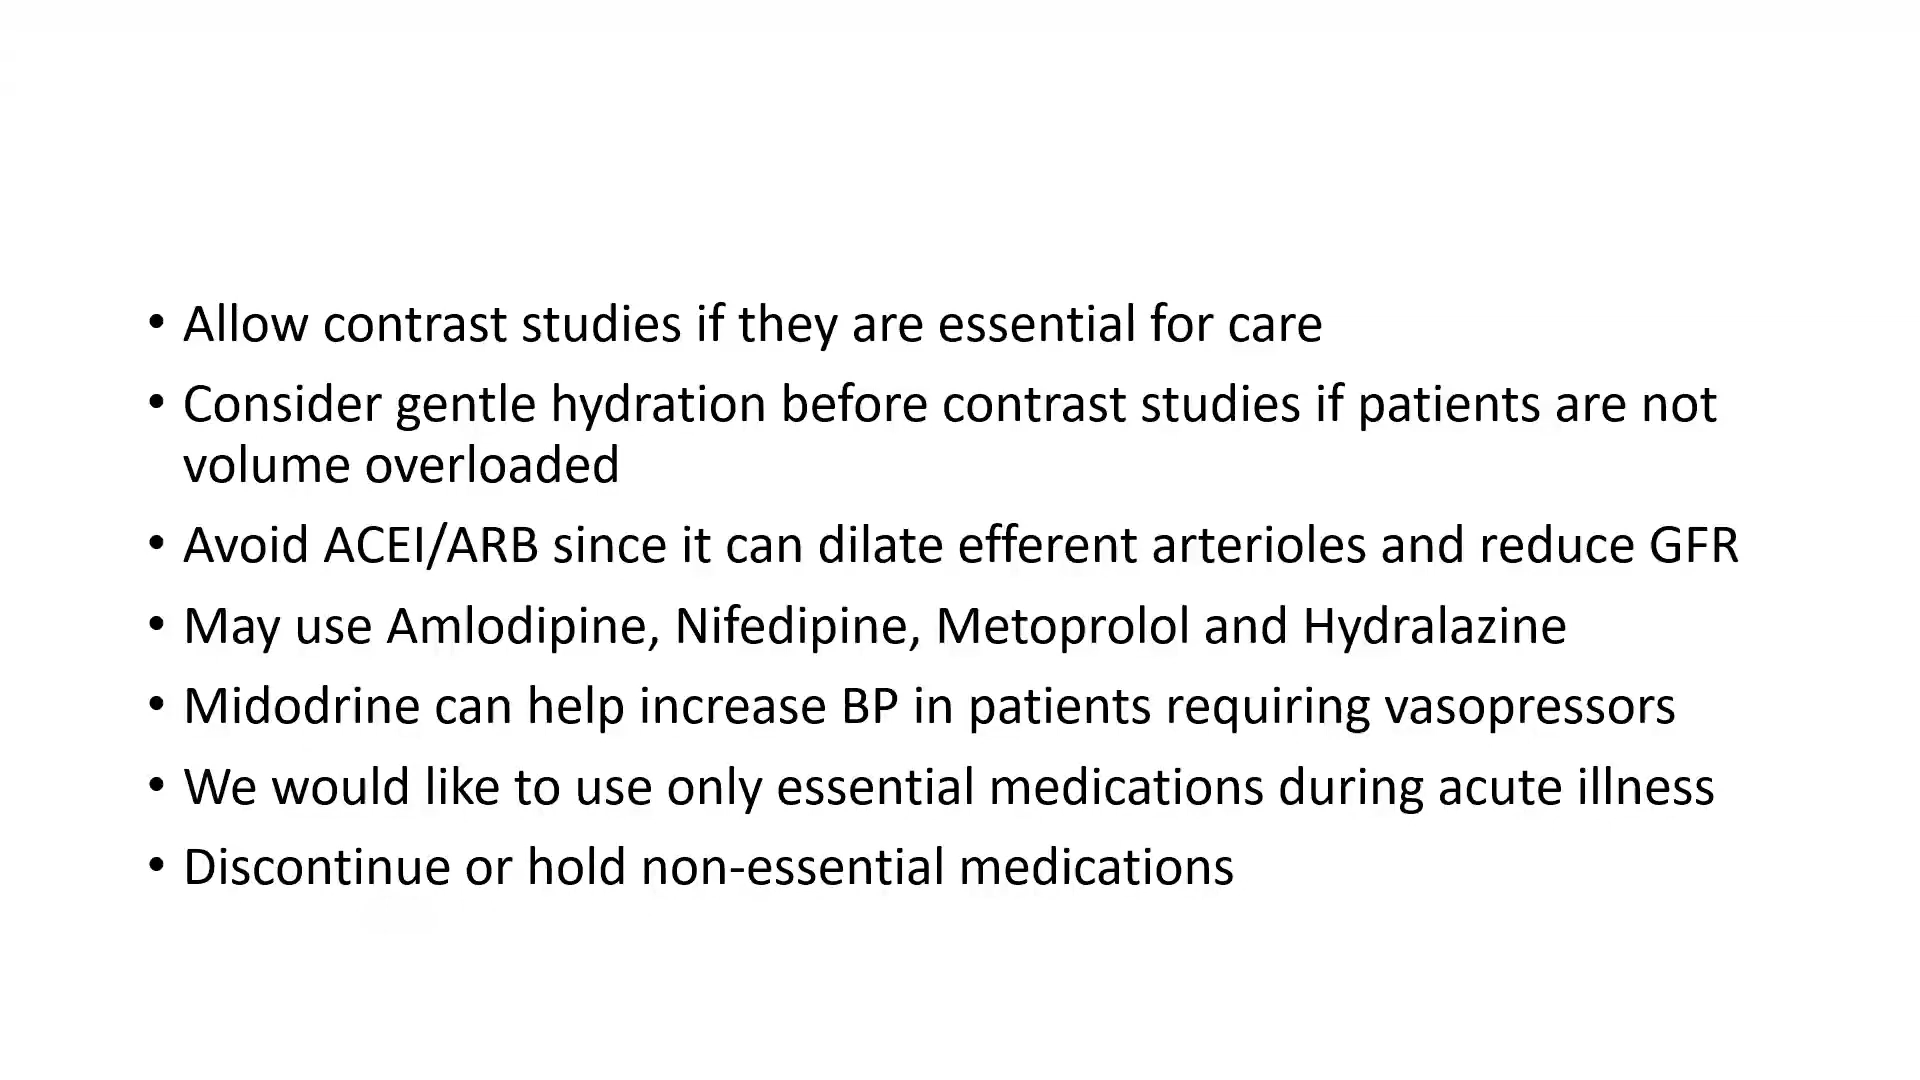 • Allow contrast studies if they are essential for care
• Consider gentle hydration before contrast studies if patients are not
volume overloaded
• Avoid ACEI/ARB since it can dilate efferent arterioles and reduce GFR
• May use Amlodipine, Nifedipine, Metoprolol and Hydralazine
• Midodrine can help increase BP in patients requiring vasopressors
• We would like to use only essential medications during acute illness
• Discontinue or hold non-essential medications